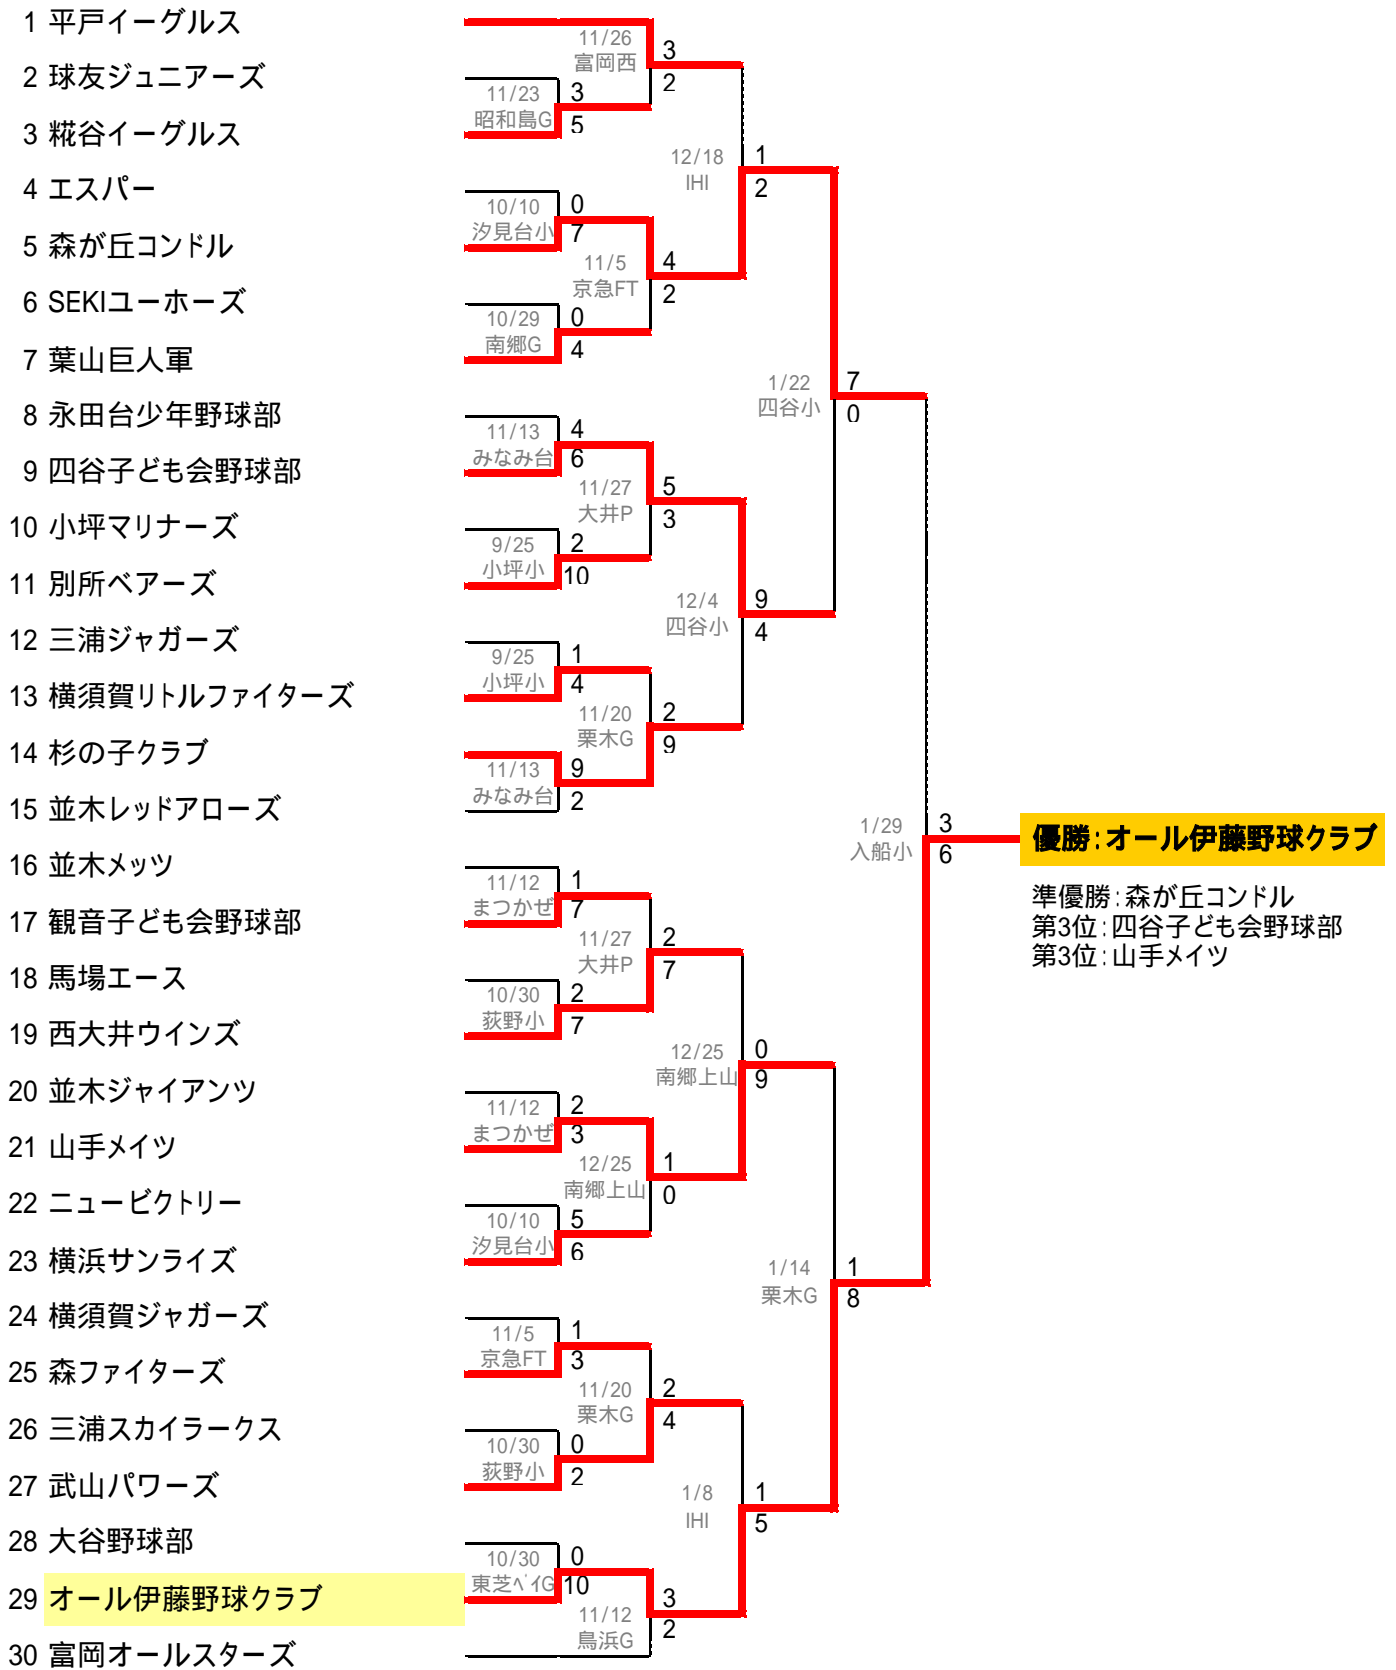 1 平戸イーグルス
2 球友ジュニアーズ
3 糀谷イーグルス
4 エスパー
5 森が丘コンドル
6 SEKIユーホーズ
7 葉山巨人軍
8 永田台少年野球部
9 四谷子ども会野球部
10 小坪マリナーズ
11 別所ベアーズ
12 三浦ジャガーズ
13 横須賀リトルファイターズ
14 杉の子クラブ
15 並木レッドアローズ
16 並木メッツ
17 観音子ども会野球部
18 馬場エース
19 西大井ウインズ
20 並木ジャイアンツ
21 山手メイツ
22 ニュービクトリー
23 横浜サンライズ
24 横須賀ジャガーズ
25 森ファイターズ
26 三浦スカイラークス
27 武山パワーズ
28 大谷野球部
29 オール伊藤野球クラブ
30 富岡オールスターズ
11/23
昭和島G
3
5
10/10
汐見台小
0
7
10/29
南郷G
0
4
11/13
みなみ台
4
6
9/25
小坪小
2
10
9/25
小坪小
1
4
11/13
みなみ台
9
2
11/12
まつかぜ
1
7
10/30
荻野小
2
7
11/12
まつかぜ
2
3
10/10
汐見台小
5
6
11/5
京急FT
1
3
10/30
荻野小
0
2
10/30
東芝ベイG
0
10
11/26
富岡西
3
2
11/5
京急FT
4
2
11/27
大井P
5
3
11/20
栗木G
2
9
11/27
大井P
2
7
12/25
南郷上山
1
0
11/20
栗木G
2
4
11/12
鳥浜G
3
2
12/18
IHI
1
2
12/4
四谷小
9
4
12/25
南郷上山
0
9
1/8
IHI
1
5
1/22
四谷小
7
0
1/14
栗木G
1
8
1/29
入船小
3
6
優勝:オール伊藤野球クラブ
準優勝:森が丘コンドル
第3位:四谷子ども会野球部
第3位:山手メイツ